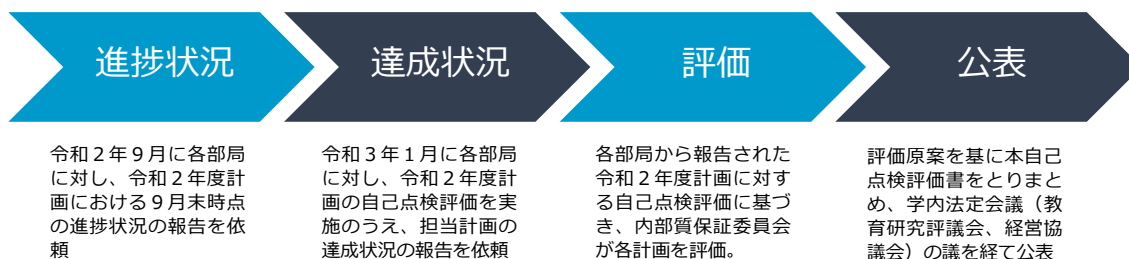 進捗状況
達成状況
評価
公表
令和２年９月に各部局
に対し、令和２年度計
画における９月末時点
の進捗状況の報告を依
頼
令和３年１月に各部局
に対し、令和２年度計
画の自己点検評価を実
施のうえ、担当計画の
達成状況の報告を依頼
各部局から報告された
令和２年度計画に対す
る自己点検評価に基づ
き、内部質保証委員会
が各計画を評価。
評価原案を基に本自己
点検評価書をとりまと
め、学内法定会議（教
育研究評議会、経営協
議会）の議を経て公表